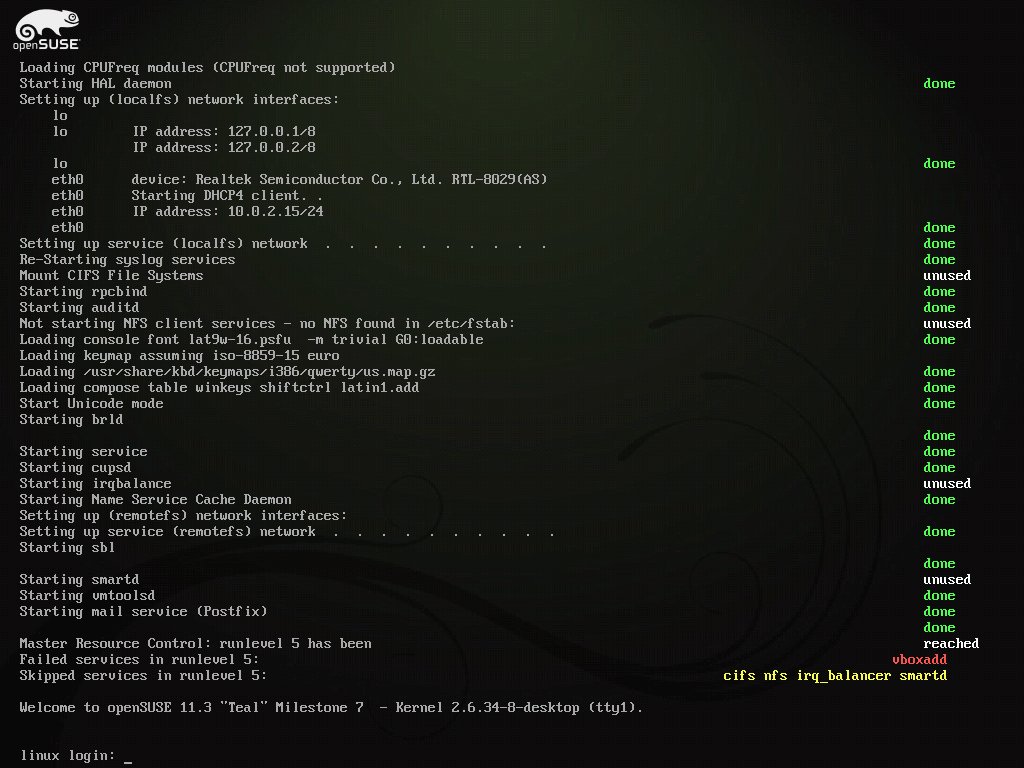 openSUSE
Loading CPUFreq modules (CPUFreq not supported)
Starting HAL daemon done
Setting up (localfs) network interfaces:
lo
lo IP address: 127.0.0.1/8
IP address: 127.0.0.2/8
lo done
eth0 device: Realtek Semiconductor Co., Ltd. RTL-8029(AS)
eth0 Starting DHCP4 client. .
eth0 IP address: 10.0.2.15/24
eth0 done
Setting up service (localfs) network . . . . . . . . . . done
Re-Starting syslog services done
Mount CIFS File Systems unused
Starting rpcbind done
Starting auditd done
Not starting NFS client services - no NFS found in /etc/fstab: unused
Loading console font lat9w-16.psfu -m trivial G0:loadable done
Loading keymap assuming iso-8859-15 euro
Loading /usr/share/kbd/keymaps/i386/qwerty/us.map.gz done
Loading compose table winkeys shiftctrl latin1.add done
Start Unicode mode done
Starting brld
done
Starting service done
Starting cupsd done
Starting irqbalance unused
Starting Name Service Cache Daemon done
Setting up (remotefs) network interfaces:
Setting up service (remotefs) network . . . . . . . . . . done
Starting sbl
done
Starting smartd unused
Starting vmtoolsd done
Starting mail service (Postfix) done
done
Master Resource Control: runlevel 5 has been reached
Failed services in runlevel 5: vboxadd
Skipped services in runlevel 5: cifs nfs irq_balancer smartd
Welcome to openSUSE 11.3 "Teal" Milestone 7 - Kernel 2.6.34-8-desktop (tty1).
linux login: _